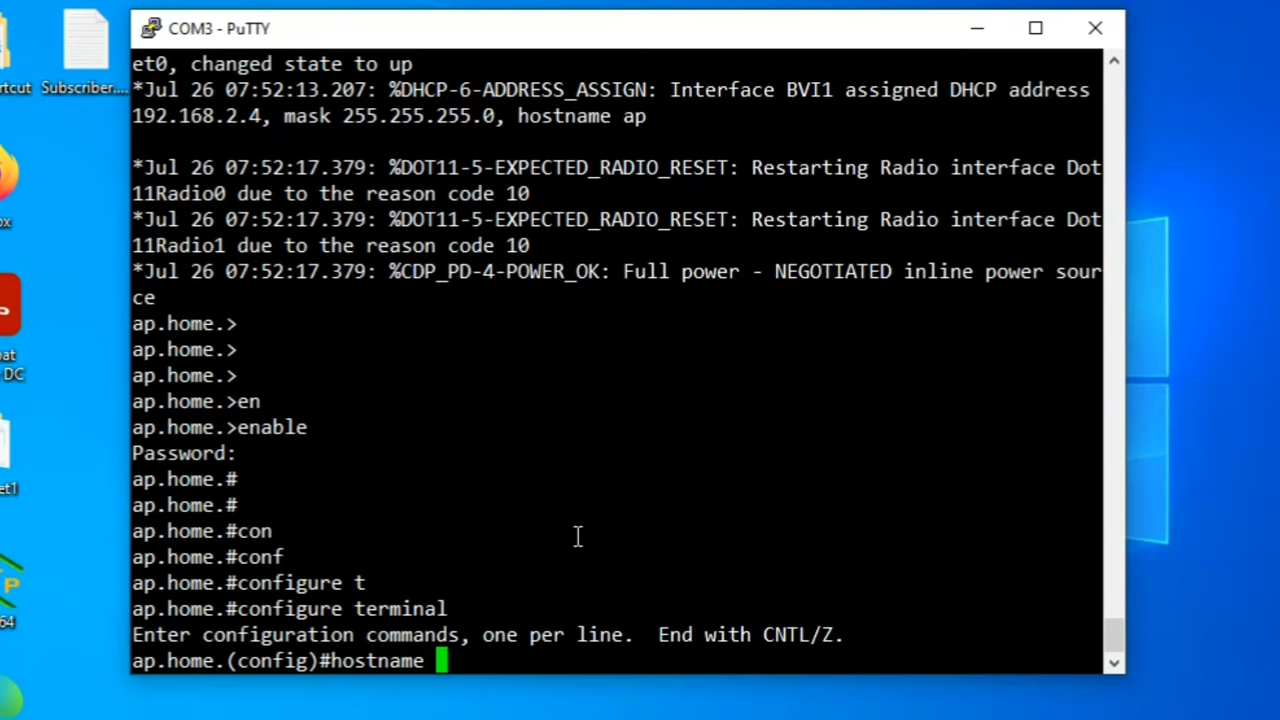 COM3 - PuTTY
rtcut
Subscriber....
et0, changed state to up
*Jul 26 07:52:13.207: %DHCP-6-ADDRESS_ASSIGN: Interface BVI1 assigned DHCP address
192.168.2.4, mask 255.255.255.0, hostname ap
*Jul 26 07:52:17.379: %DOT11-5-EXPECTED_RADIO_RESET: Restarting Radio interface Dot
11Radio0 due to the reason code 10
*Jul 26 07:52:17.379: %DOT11-5-EXPECTED_RADIO_RESET: Restarting Radio interface Dot
11Radio1 due to the reason code 10
*Jul 26 07:52:17.379: %CDP_PD-4-POWER_OK: Full power - NEGOTIATED inline power sour
ce
ap.home.>
ap.home.>
ap.home.>
ap.home.>en
ap.home.>enable
Password:
ap.home.#
ap.home.#
ap.home.#con
ap.home.#conf
ap.home.#configure t
ap.home.#configure terminal
Enter configuration commands, one per line.  End with CNTL/Z.
ap.home.(config)#hostname
ox
bat
DC
et1
P
64